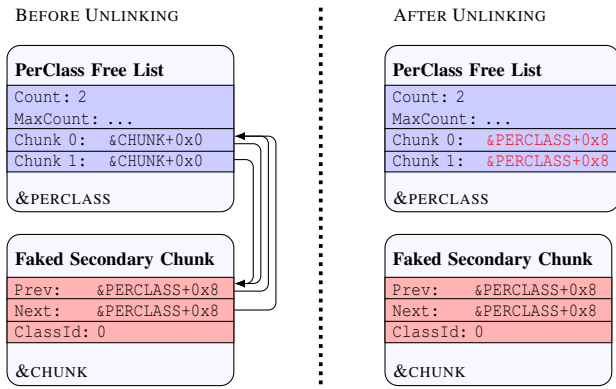 BEFORE UNLINKING
PerClass Free List
Count: 2
MaxCount: ...
Chunk 0: &CHUNK+0x0
Chunk 1: &CHUNK+0x0
&PERCLASS
Faked Secondary Chunk
Prev: &PERCLASS+0x8
Next: &PERCLASS+0x8
ClassId: 0
&CHUNK
AFTER UNLINKING
PerClass Free List
Count: 2
MaxCount: ...
Chunk 0: &PERCLASS+0x8
Chunk 1: &PERCLASS+0x8
&PERCLASS
Faked Secondary Chunk
Prev: &PERCLASS+0x8
Next: &PERCLASS+0x8
ClassId: 0
&CHUNK